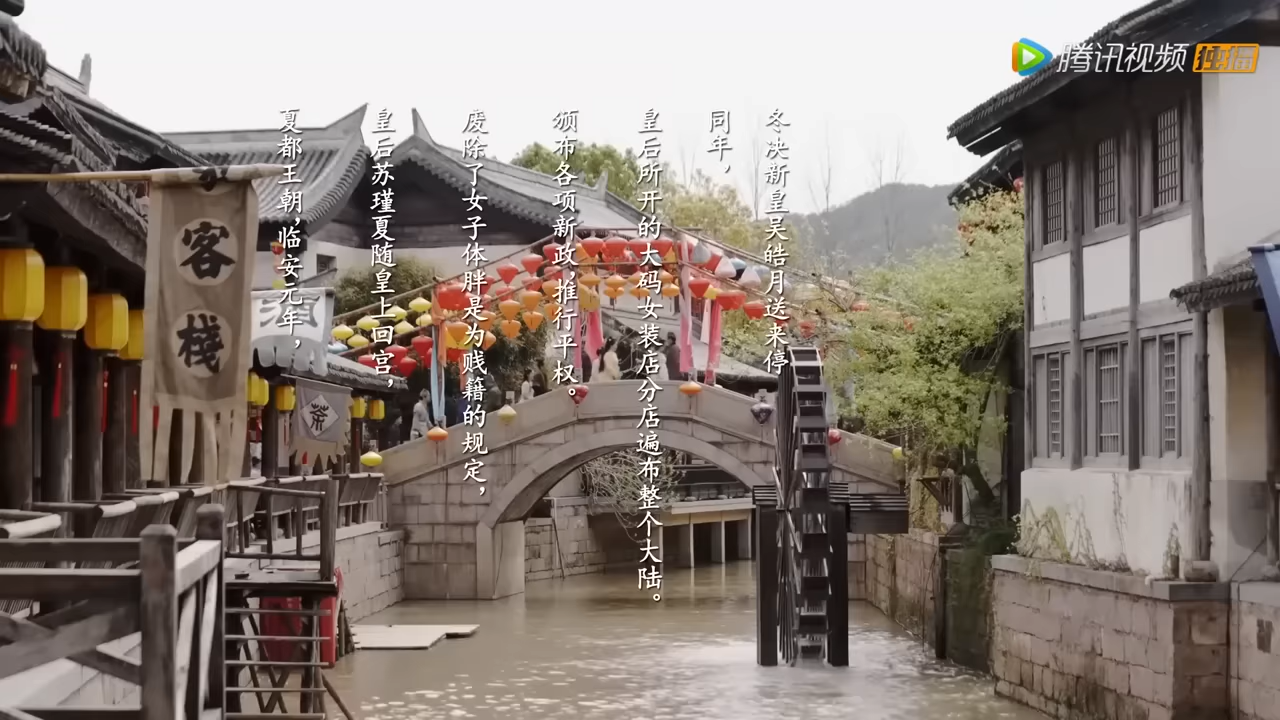 腾讯视频 独播
夏都王朝,临安元年,
皇后苏瑾夏随皇上回宫,
废除了女子体胖是为贱籍的规定,
颁布各项新政,推行平权。
皇后所开的大码女装店分店遍布整个大陆。
同年,
冬决新皇吴皓月送来停
客栈
茶